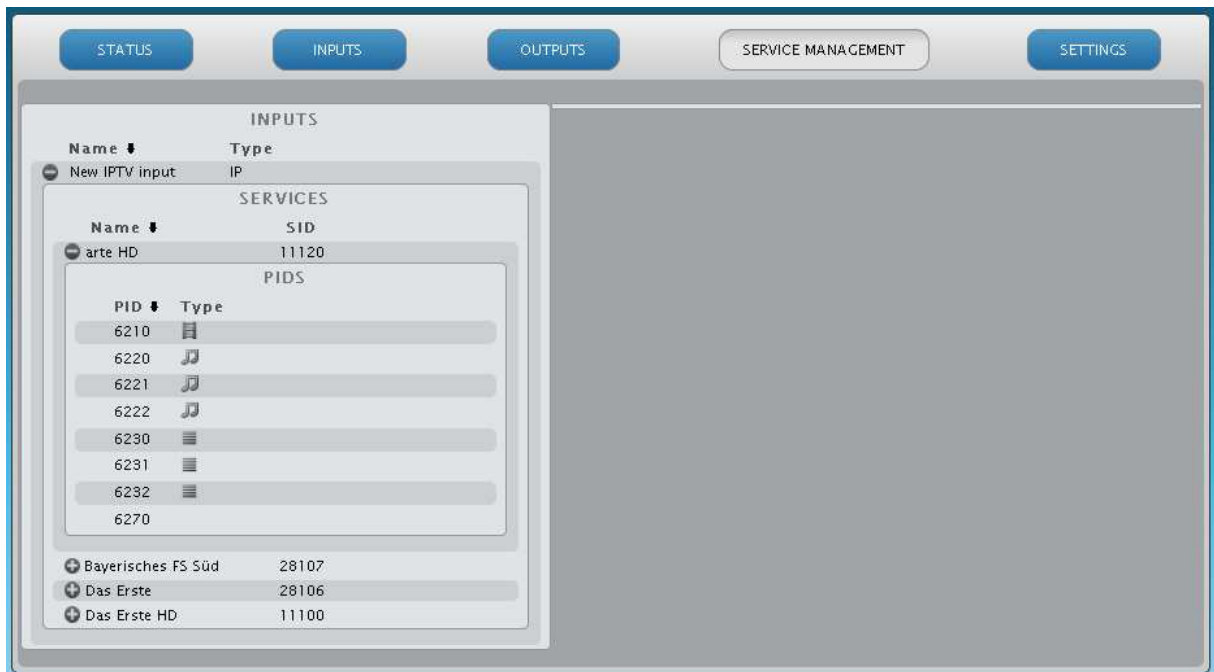 STATUS INPUTS OUTPUTS SERVICE MANAGEMENT SETTINGS
INPUTS
Name Type
New IPTV input IP
SERVICES
Name SID
arte HD 11120
PIDS
PID Type
6210
6220
6221
6222
6230
6231
6232
6270
Bayerisches FS Süd 28107
Das Erste 28106
Das Erste HD 11100